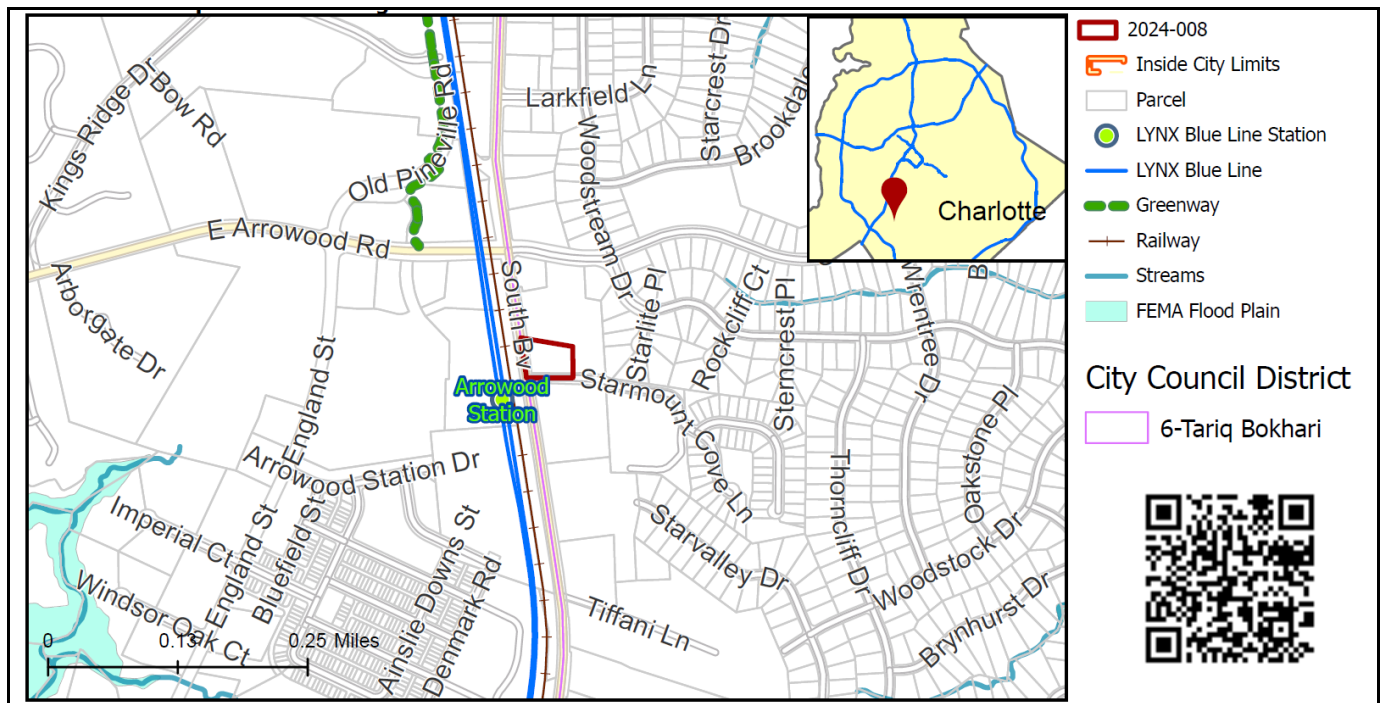 Kings Ridge Dr
Bow Rd
Old Pineville Rd
Larkfield Ln
Starcrest Dr
Brookdale
Woodstream Dr
E Arrowood Rd
South Bv
Arborgate Dr
England St
Starlite Pl
Rockcliff Ct
Sterncrest Pl
Wrentree Dr
B
Arrowood
Station
Starmount Cove Ln
Arrowood Station Dr
Imperial Ct
England St
Bluefield St
Windsor Oak Ct
Ainslie Downs St
Denmark Rd
Tiffani Ln
Starvalley Dr
Thorncliff Dr
Oakstone Pl
Woodstock Dr
Brynhurst Dr
0 0.13 0.25 Miles
Charlotte
2024-008
Inside City Limits
Parcel
LYNX Blue Line Station
LYNX Blue Line
Greenway
Railway
Streams
FEMA Flood Plain
City Council District
6-Tariq Bokhari